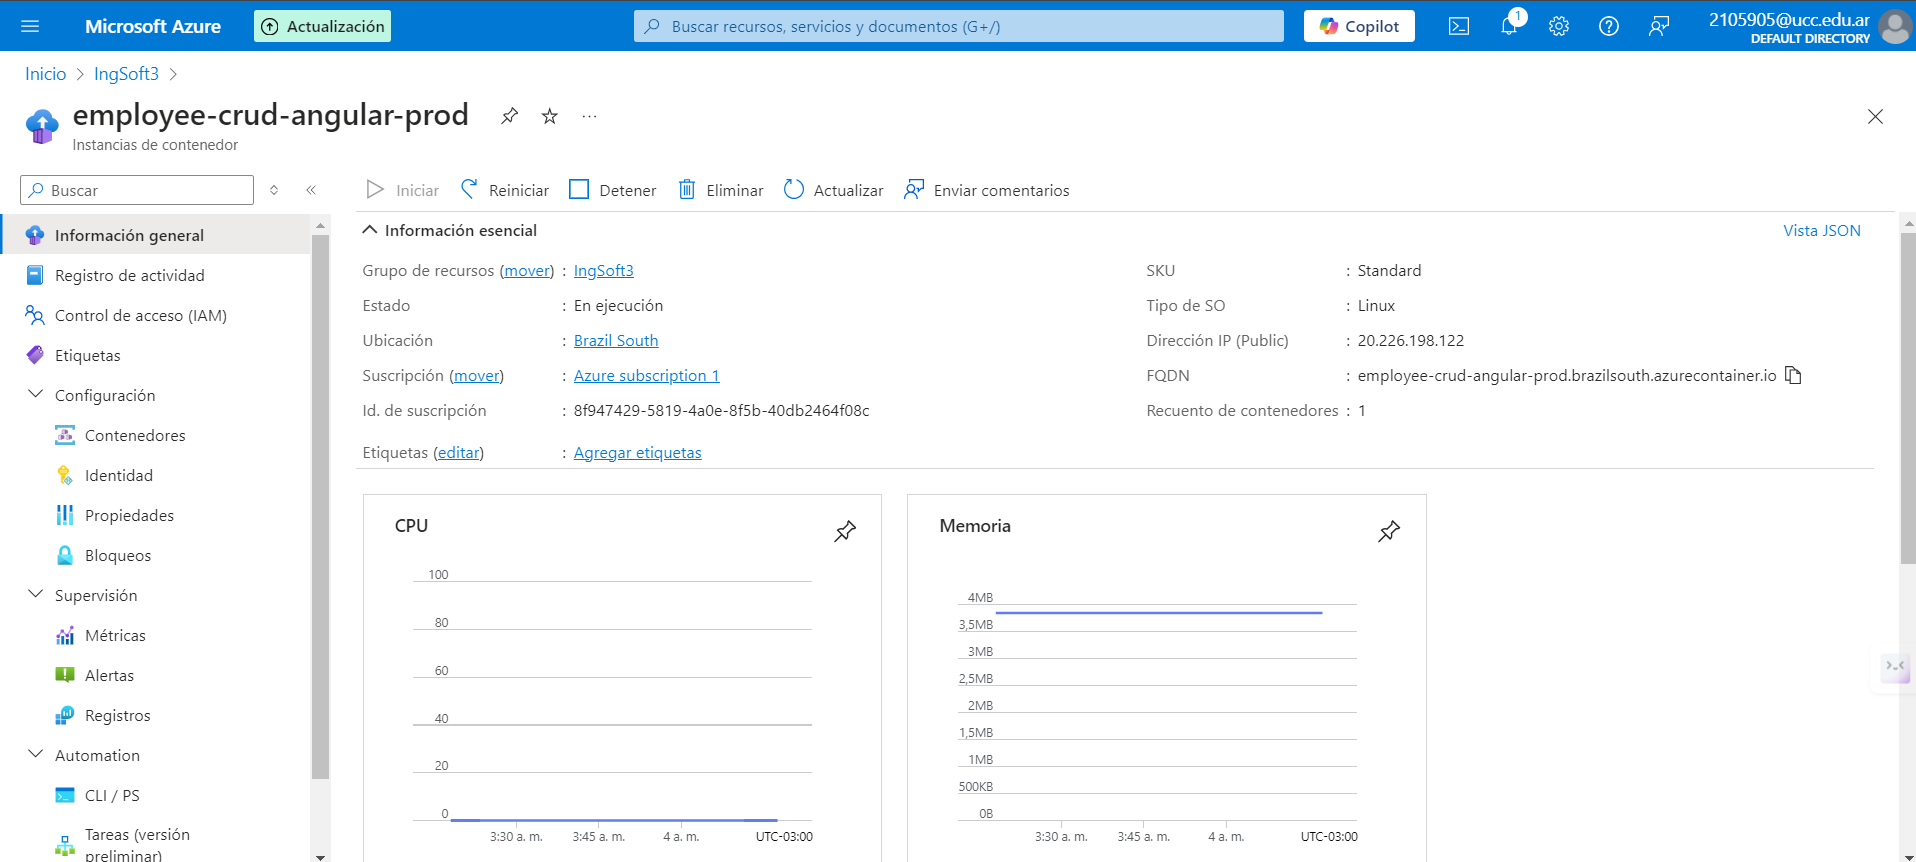 Microsoft Azure
Actualización
Buscar recursos, servicios y documentos (G+/)
Copilot
1
2105905@ucc.edu.ar
DEFAULT DIRECTORY
Inicio > IngSoft3 >
employee-crud-angular-prod
Instancias de contenedor
Buscar
Iniciar
Reiniciar
Detener
Eliminar
Actualizar
Enviar comentarios
Información general
Registro de actividad
Control de acceso (IAM)
Etiquetas
Configuración
Contenedores
Identidad
Propiedades
Bloqueos
Supervisión
Métricas
Alertas
Registros
Automation
CLI / PS
Tareas (versión
preliminar)
Información esencial
Vista JSON
Grupo de recursos (mover) : IngSoft3
Estado : En ejecución
Ubicación : Brazil South
Suscripción (mover) : Azure subscription 1
Id. de suscripción : 8f947429-5819-4a0e-8f5b-40db2464f08c
Etiquetas (editar) : Agregar etiquetas
SKU : Standard
Tipo de SO : Linux
Dirección IP (Public) : 20.226.198.122
FQDN : employee-crud-angular-prod.brazilsouth.azurecontainer.io
Recuento de contenedores : 1
CPU
100
80
60
40
20
0
3:30 a. m. 3:45 a. m. 4 a. m. UTC-03:00
Memoria
4MB
3,5MB
3MB
2,5MB
2MB
1,5MB
1MB
500KB
0B
3:30 a. m. 3:45 a. m. 4 a. m. UTC-03:00